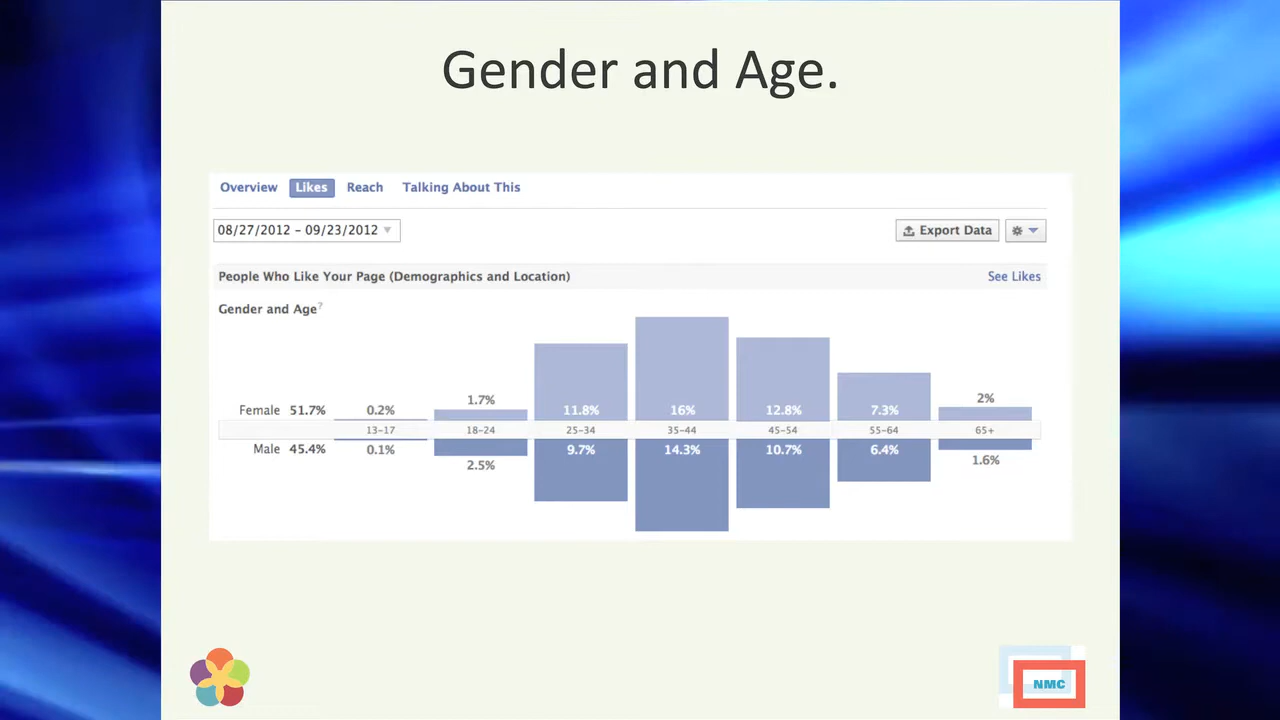 Gender and Age.
Overview Likes Reach Talking About This
08/27/2012 - 09/23/2012 Export Data
People Who Like Your Page (Demographics and Location) See Likes
Gender and Age?
Female 51.7% 0.2% 1.7% 11.8% 16% 12.8% 7.3% 2%
13-17 18-24 25-34 35-44 45-54 55-64 65+
Male 45.4% 0.1% 2.5% 9.7% 14.3% 10.7% 6.4% 1.6%
NMC